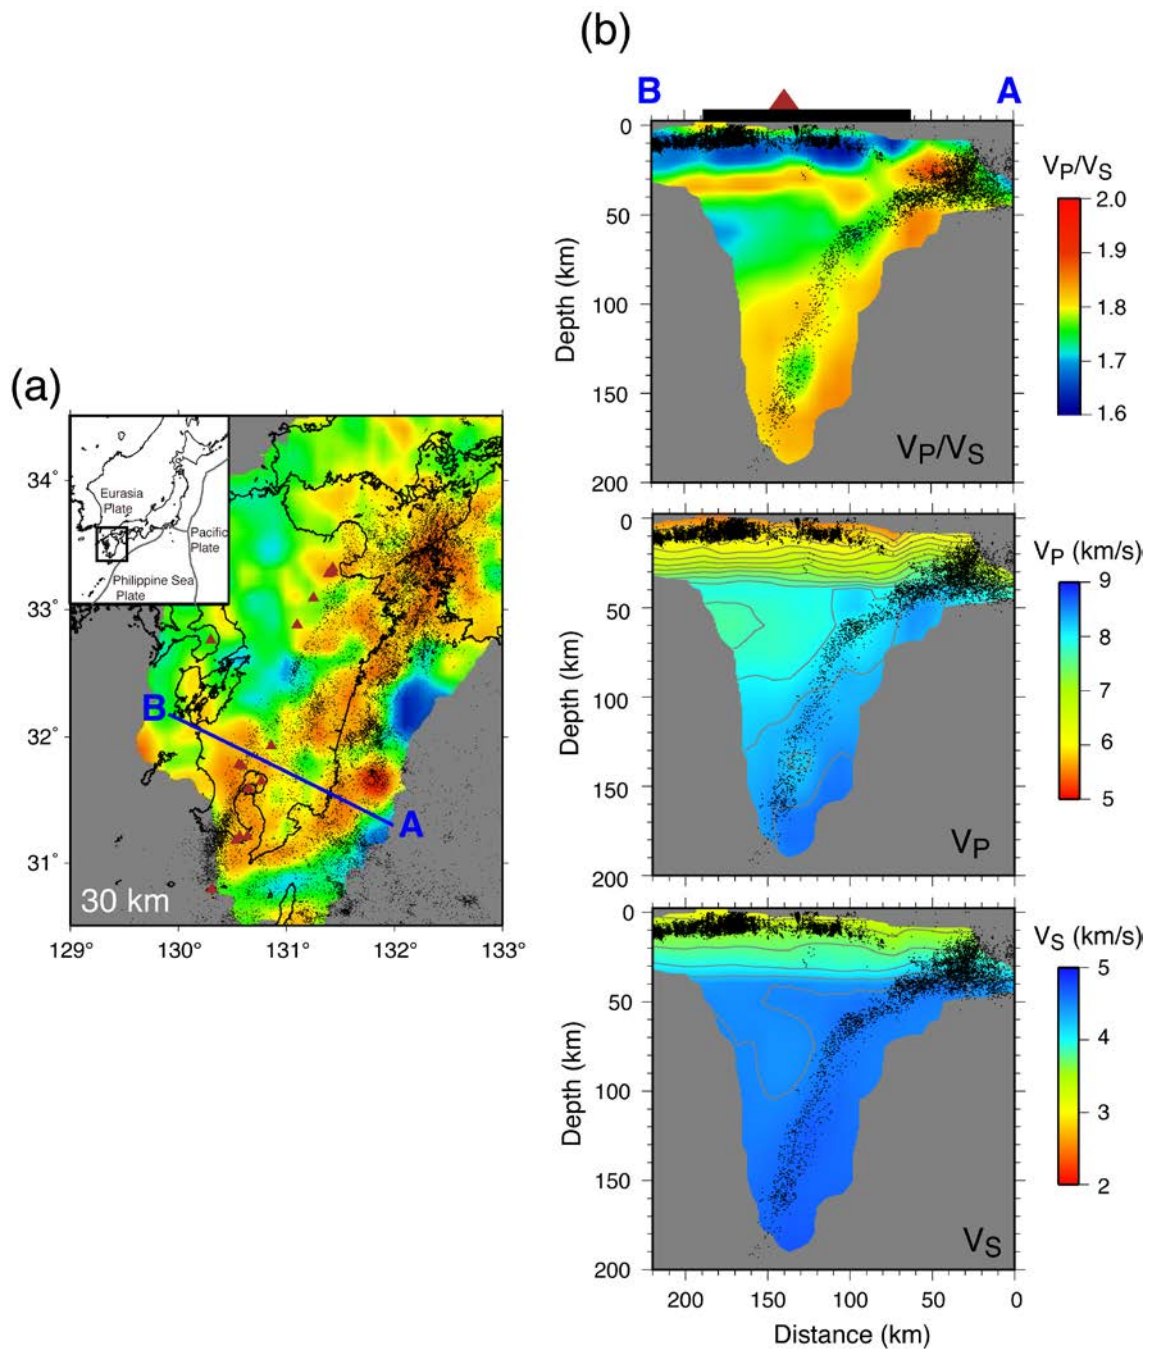 (b)
B
A
0
50
100
150
200
Depth (km)
VP/VS
VP/VS
2.0
1.9
1.8
1.7
1.6
(a)
34°
33°
32°
31°
129°
130°
131°
132°
133°
Eurasia
Plate
Pacific
Plate
Philippine Sea
Plate
B
A
30 km
0
50
100
150
200
Depth (km)
VP
VP (km/s)
9
8
7
6
5
0
50
100
150
200
Depth (km)
VS
VS (km/s)
5
4
3
2
200
150
100
50
0
Distance (km)